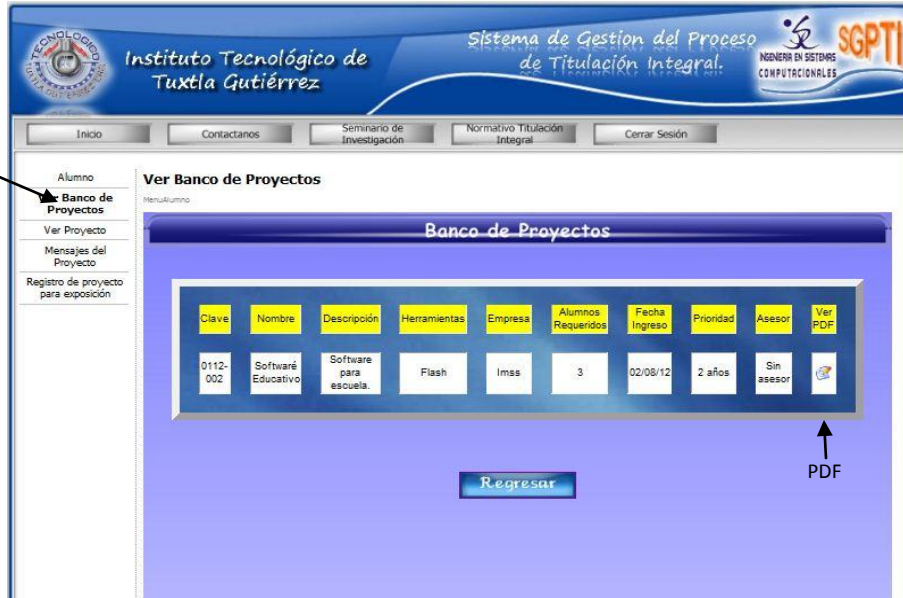 TECNOLOGICO
TUXTLA GUTIERREZ
Instituto Tecnológico de
Tuxtla Gutiérrez
Sistema de Gestion del Proceso
de Titulación Integral.
INGENIERIA EN SISTEMAS
COMPUTACIONALES
SGPTI
Inicio
Contactanos
Seminario de
Investigación
Normativo Titulación
Integral
Cerrar Sesión
Alumno
Ver Banco de
Proyectos
Ver Proyecto
Mensajes del
Proyecto
Registro de proyecto
para exposición
Ver Banco de Proyectos
MenuAlumno
Banco de Proyectos
Clave Nombre Descripción Herramientas Empresa Alumnos Requeridos Fecha Ingreso Prioridad Asesor Ver PDF
0112-002 Softwaré Educativo Software para escuela. Flash Imss 3 02/08/12 2 años Sin asesor
PDF
Regresar